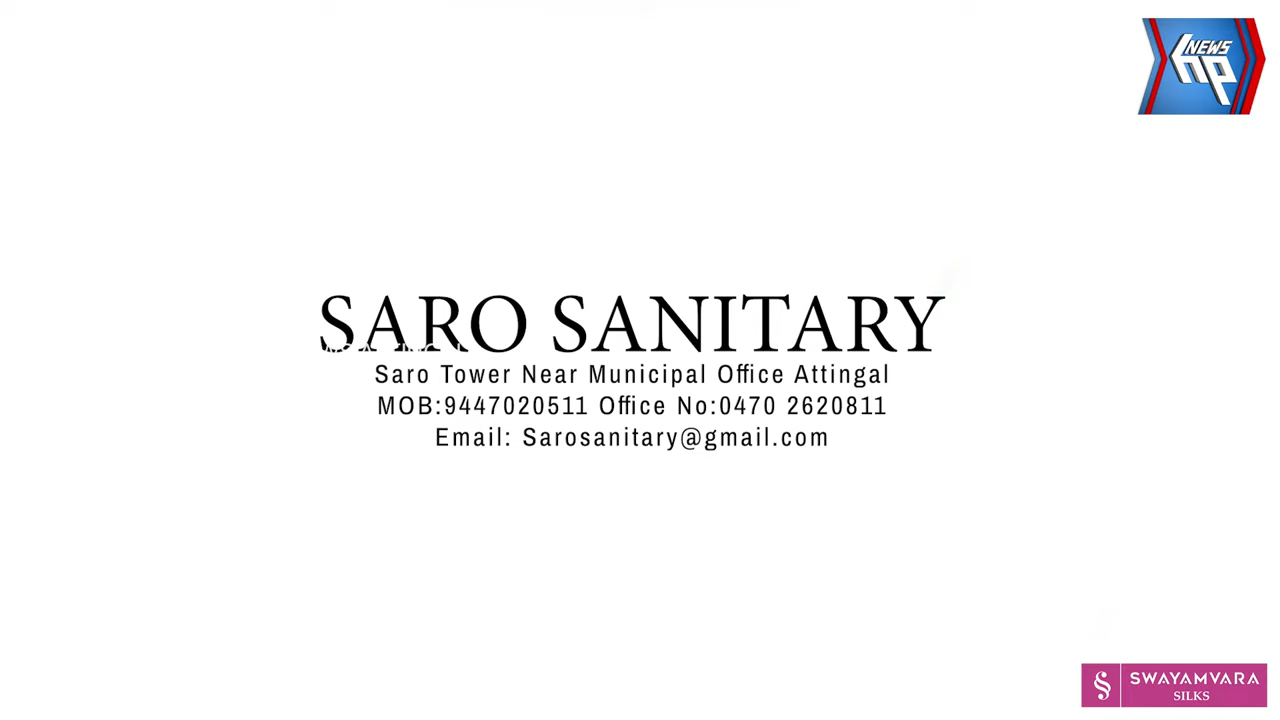 NEWS
hp
SARO SANITARY
Saro Tower Near Municipal Office Attingal
MOB:9447020511 Office No:0470 2620811
Email: Sarosanitary@gmail.com
SWAYAMVARA
SILKS